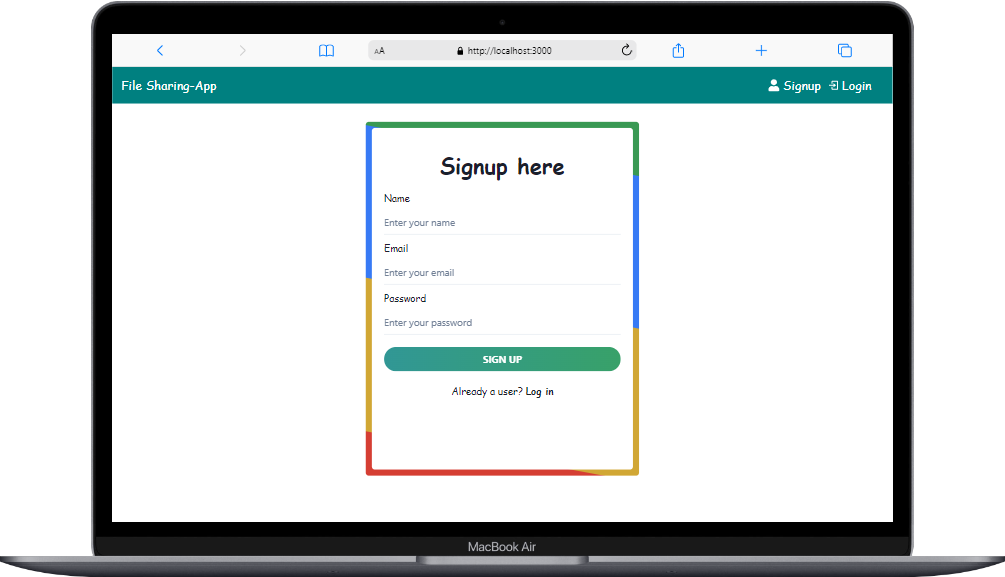 AA http://localhost:3000
File Sharing-App Signup Login
Signup here
Name
Enter your name
Email
Enter your email
Password
Enter your password
SIGN UP
Already a user? Log in
MacBook Air